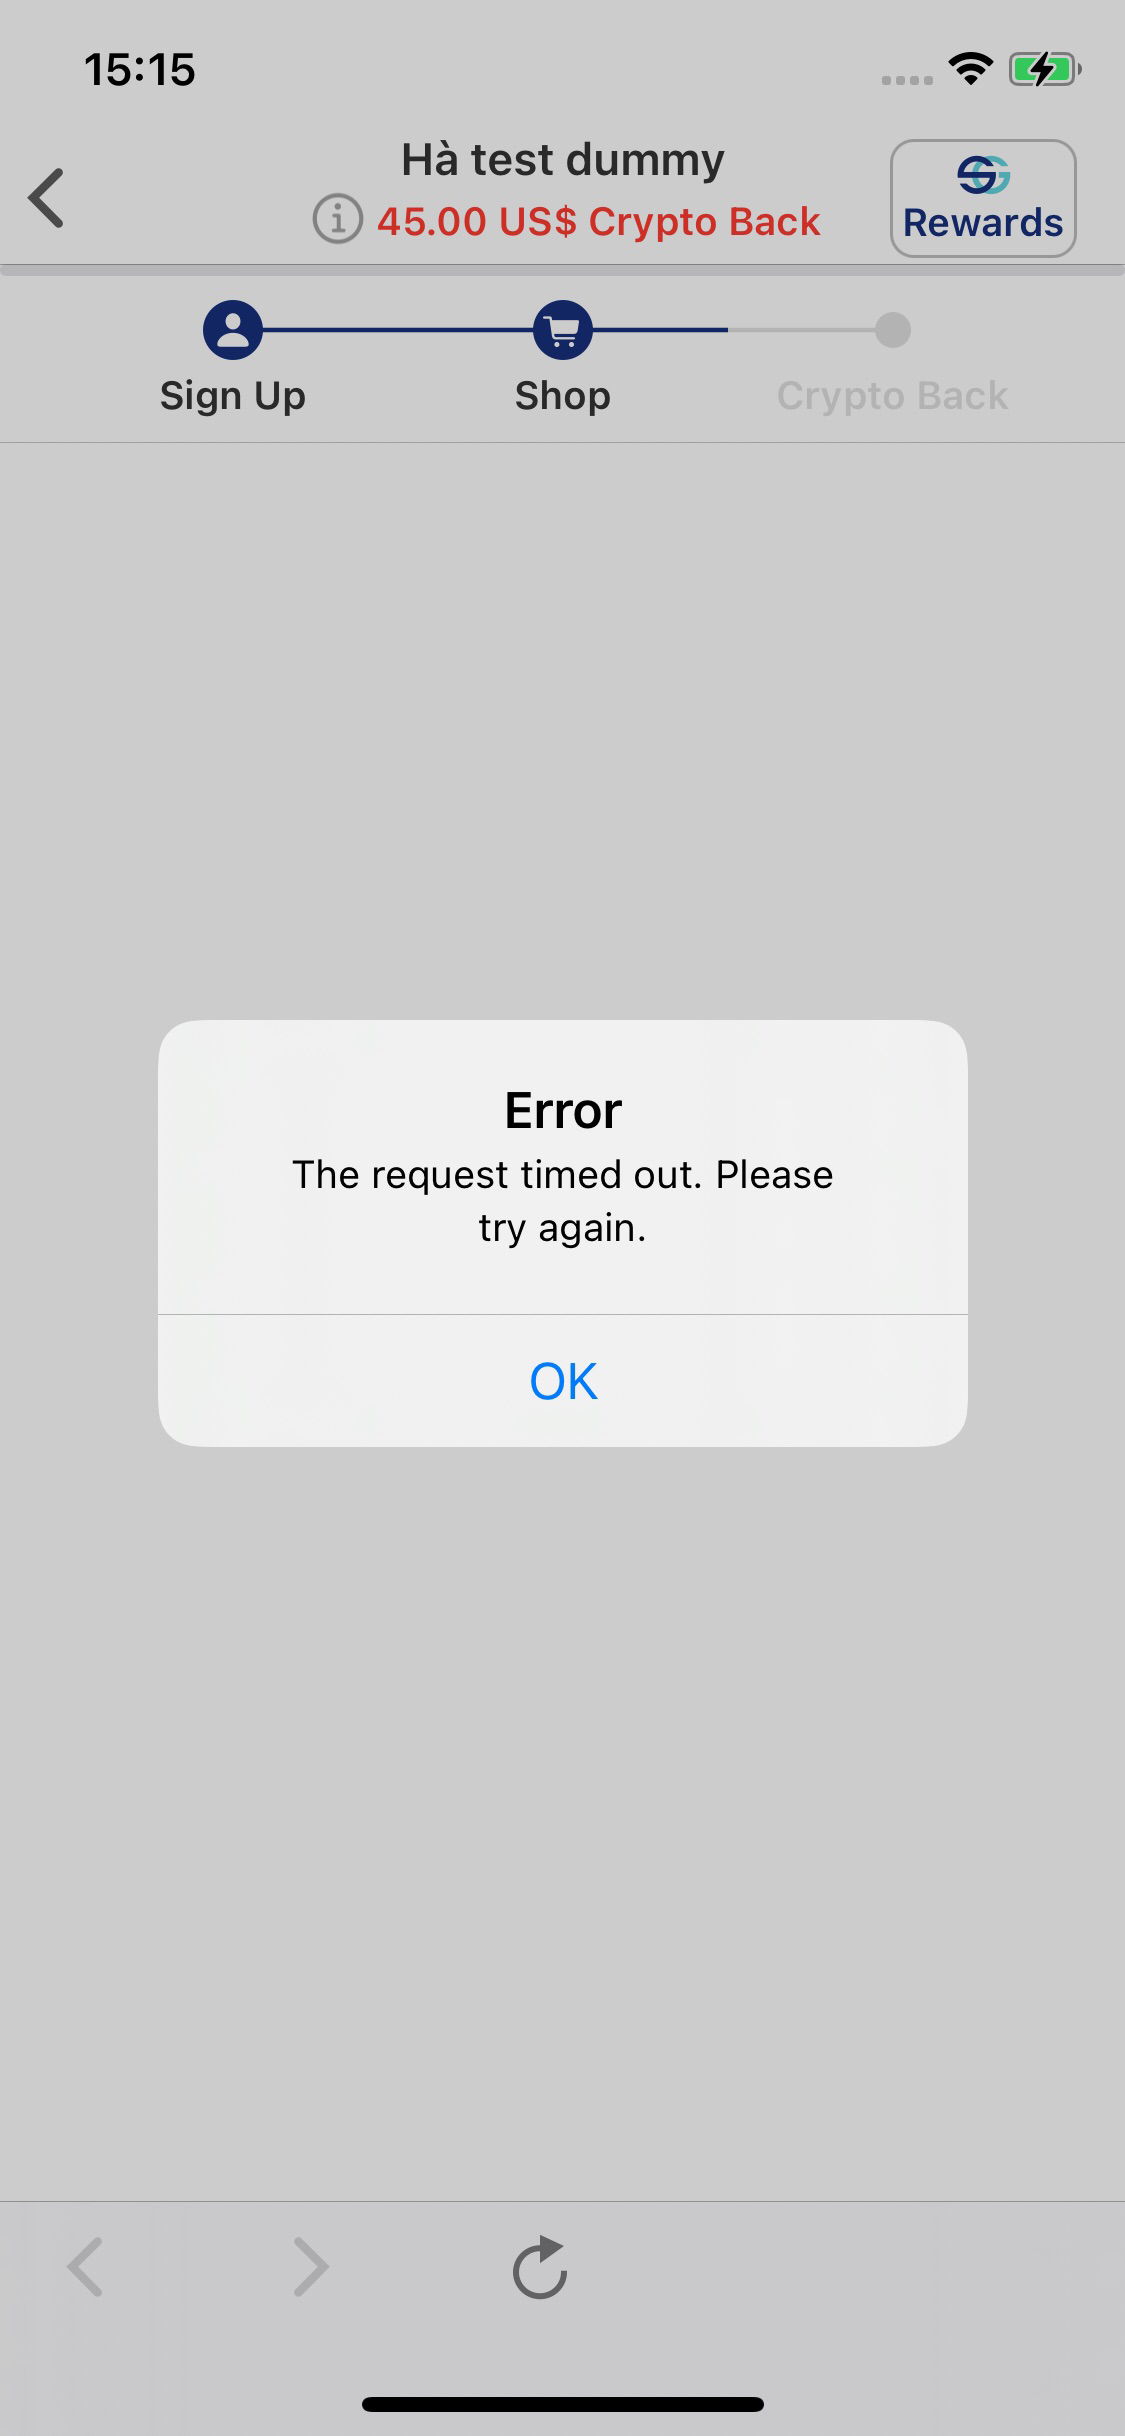 15:15
Hà test dummy
45.00 US$ Crypto Back
Rewards
Sign Up
Shop
Crypto Back
Error
The request timed out. Please
try again.
OK